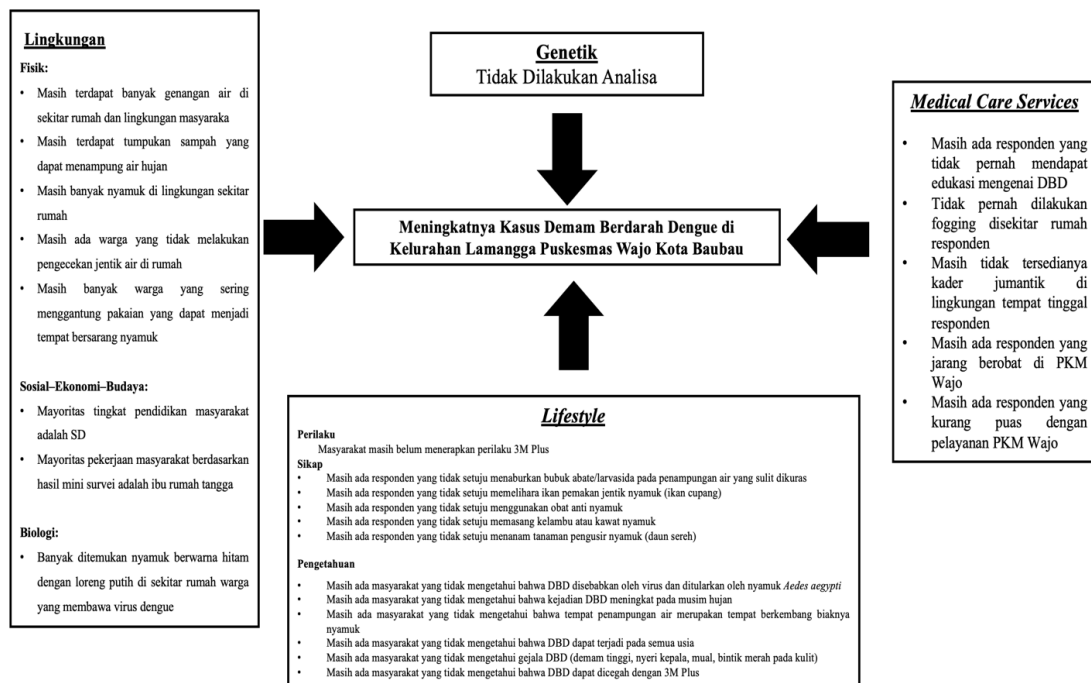 Lingkungan
Fisik:
• Masih terdapat banyak genangan air di
sekitar rumah dan lingkungan masyaraka
• Masih terdapat tumpukan sampah yang
dapat menampung air hujan
• Masih banyak nyamuk di lingkungan sekitar
rumah
• Masih ada warga yang tidak melakukan
pengecekan jentik air di rumah
• Masih banyak warga yang sering
menggantung pakaian yang dapat menjadi
tempat bersarang nyamuk
Sosial–Ekonomi–Budaya:
• Mayoritas tingkat pendidikan masyarakat
adalah SD
• Mayoritas pekerjaan masyarakat berdasarkan
hasil mini survei adalah ibu rumah tangga
Biologi:
• Banyak ditemukan nyamuk berwarna hitam
dengan loreng putih di sekitar rumah warga
yang membawa virus dengue
Genetik
Tidak Dilakukan Analisa
Meningkatnya Kasus Demam Berdarah Dengue di
Kelurahan Lamangga Puskesmas Wajo Kota Baubau
Medical Care Services
• Masih ada responden yang
tidak pernah mendapat
edukasi mengenai DBD
• Tidak pernah dilakukan
fogging disekitar rumah
responden
• Masih tidak tersedianya
kader jumantik di
lingkungan tempat tinggal
responden
• Masih ada responden yang
jarang berobat di PKM
Wajo
• Masih ada responden yang
kurang puas dengan
pelayanan PKM Wajo
Lifestyle
Perilaku
Masyarakat masih belum menerapkan perilaku 3M Plus
Sikap
• Masih ada responden yang tidak setuju menaburkan bubuk abate/larvasida pada penampungan air yang sulit dikuras
• Masih ada responden yang tidak setuju memelihara ikan pemakan jentik nyamuk (ikan cupang)
• Masih ada responden yang tidak setuju menggunakan obat anti nyamuk
• Masih ada responden yang tidak setuju memasang kelambu atau kawat nyamuk
• Masih ada responden yang tidak setuju menanam tanaman pengusir nyamuk (daun sereh)
Pengetahuan
• Masih ada masyarakat yang tidak mengetahui bahwa DBD disebabkan oleh virus dan ditularkan oleh nyamuk Aedes aegypti
• Masih ada masyarakat yang tidak mengetahui bahwa kejadian DBD meningkat pada musim hujan
• Masih ada masyarakat yang tidak mengetahui bahwa tempat penampungan air merupakan tempat berkembang biaknya
nyamuk
• Masih ada masyarakat yang tidak mengetahui bahwa DBD dapat terjadi pada semua usia
• Masih ada masyarakat yang tidak mengetahui gejala DBD (demam tinggi, nyeri kepala, mual, bintik merah pada kulit)
• Masih ada masyarakat yang tidak mengetahui bahwa DBD dapat dicegah dengan 3M Plus